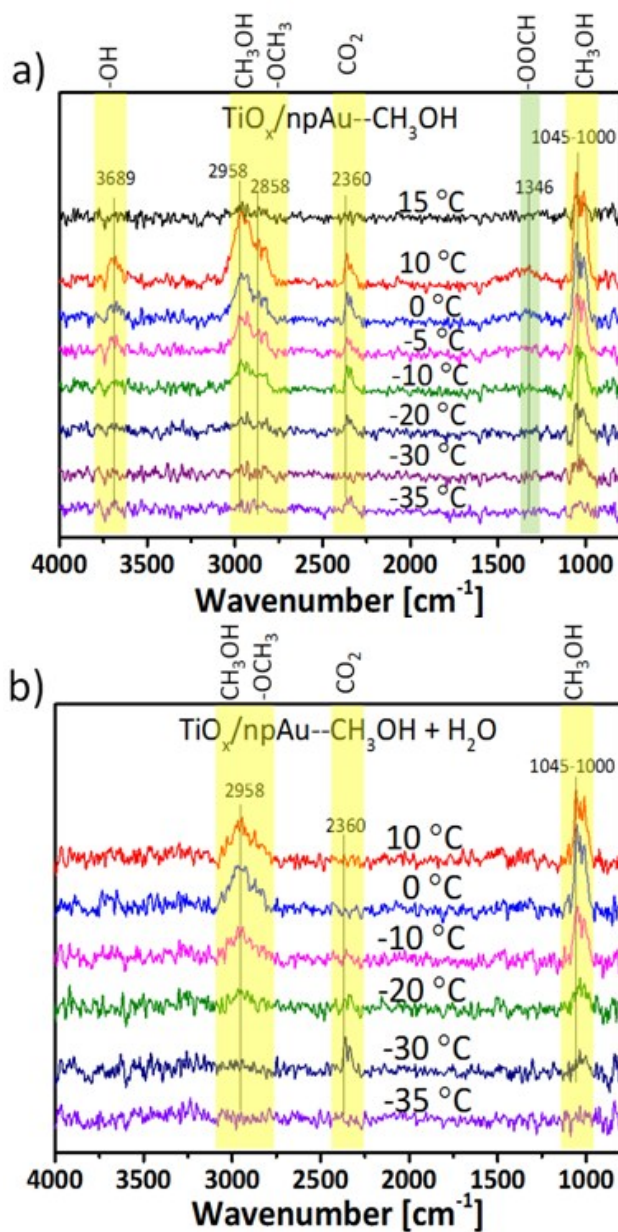 -OH
CH₃OH
-OCH₃
CO₂
-OOCH
CH₃OH
a)
TiOₓ/npAu--CH₃OH
3689
2958
2858
2360
1346
1045-1000
15 °C
10 °C
0 °C
-5 °C
-10 °C
-20 °C
-30 °C
-35 °C
4000 3500 3000 2500 2000 1500 1000
Wavenumber [cm⁻¹]
CH₃OH
-OCH₃
CO₂
CH₃OH
b)
TiOₓ/npAu--CH₃OH + H₂O
2958
2360
1045-1000
10 °C
0 °C
-10 °C
-20 °C
-30 °C
-35 °C
4000 3500 3000 2500 2000 1500 1000
Wavenumber [cm⁻¹]